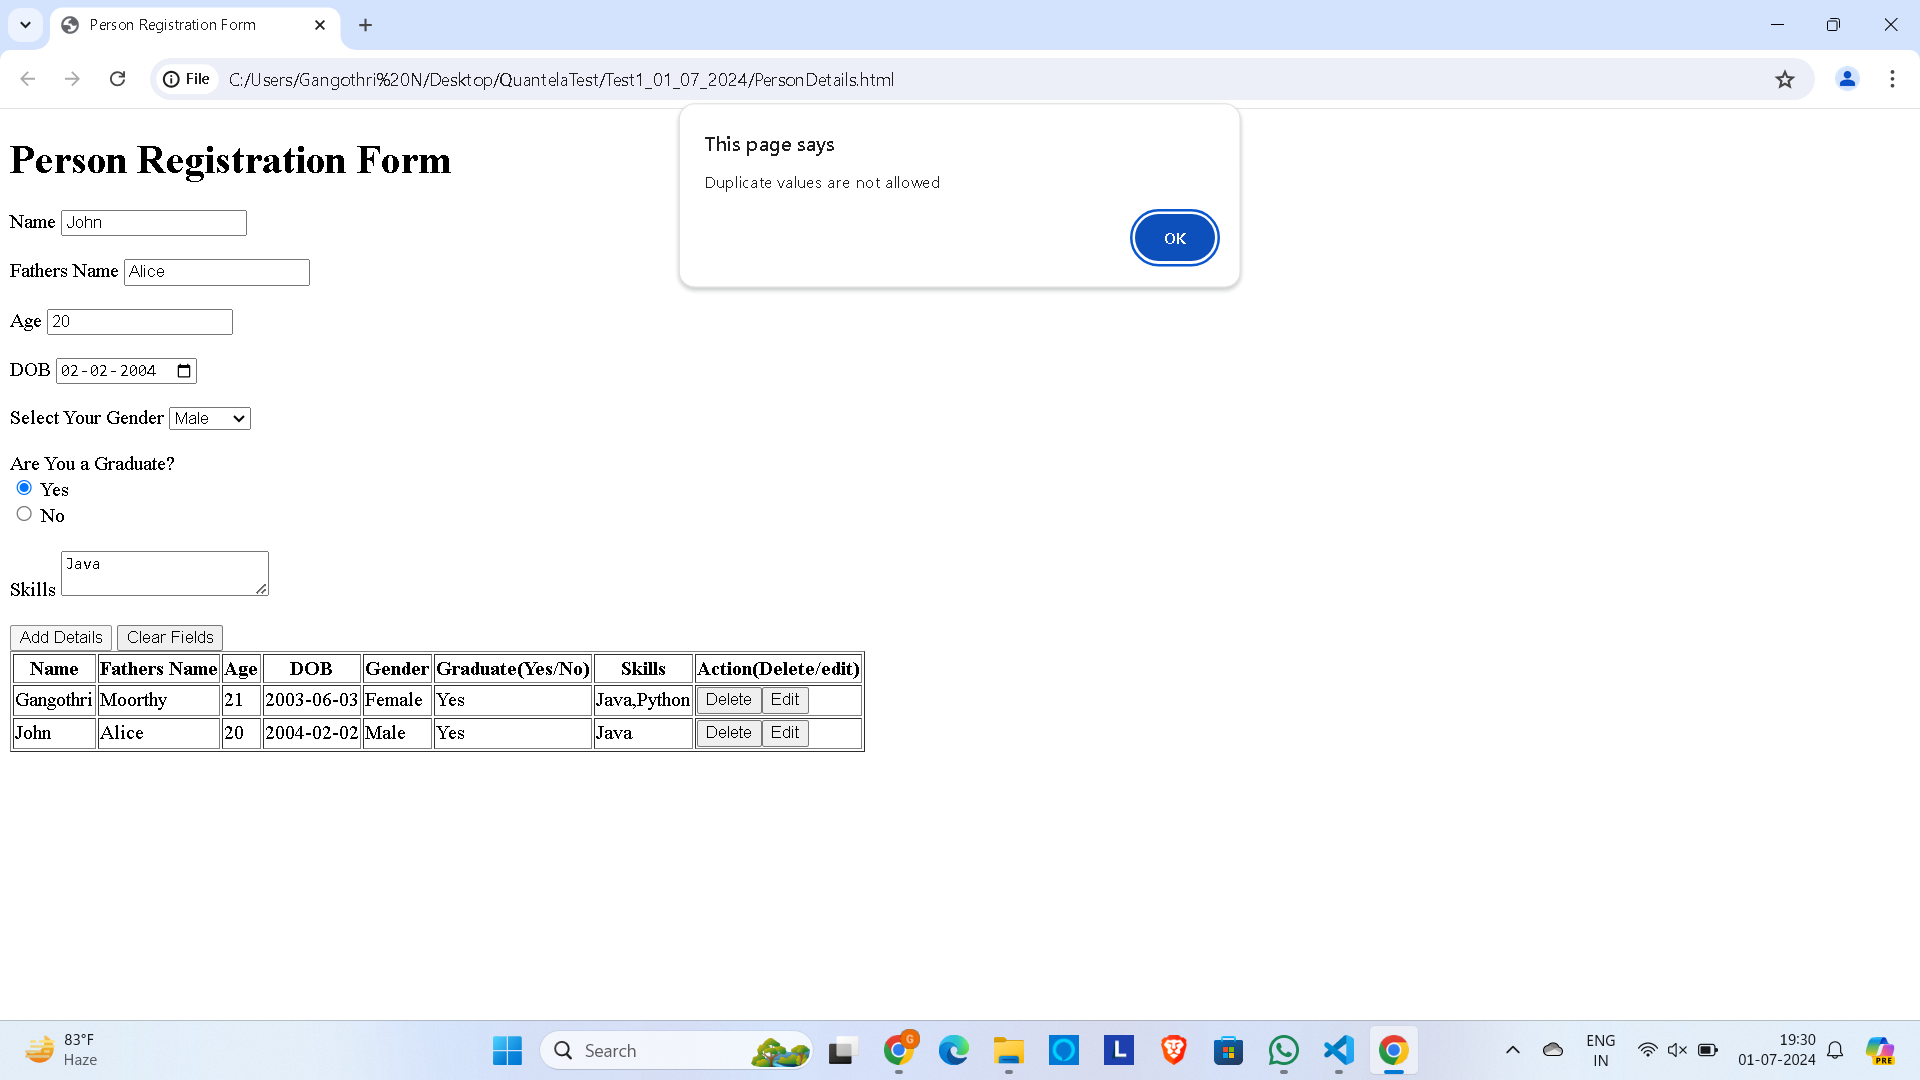 Person Registration Form
File C:/Users/Gangothri%20N/Desktop/QuantelaTest/Test1_01_07_2024/PersonDetails.html
This page says
Duplicate values are not allowed
OK
Person Registration Form
Name John
Fathers Name Alice
Age 20
DOB 02-02-2004
Select Your Gender Male
Are You a Graduate?
Yes
No
Skills Java
Add Details Clear Fields
Name Fathers Name Age DOB Gender Graduate(Yes/No) Skills Action(Delete/edit)
Gangothri Moorthy 21 2003-06-03 Female Yes Java,Python Delete Edit
John Alice 20 2004-02-02 Male Yes Java Delete Edit
83°F
Haze
Search
G
L
ENG
IN
19:30
01-07-2024
PRE